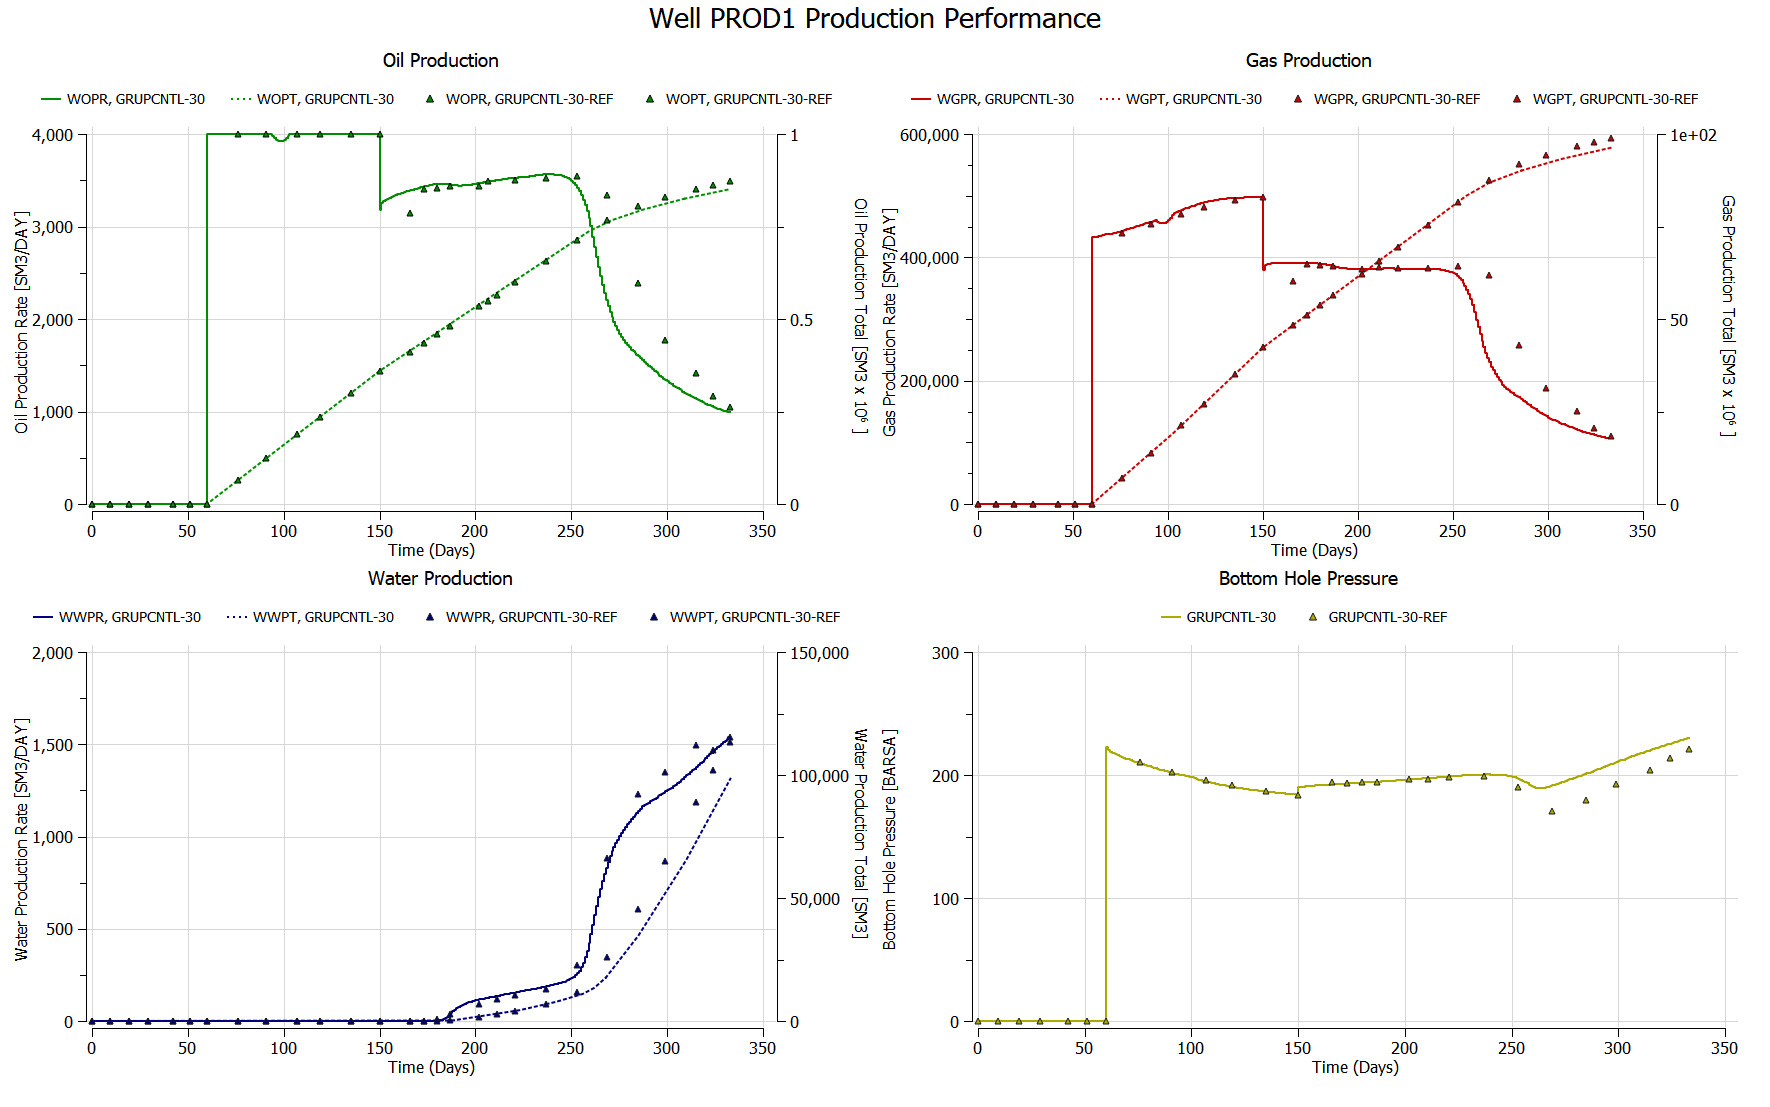 Well PROD1 Production Performance
Oil Production
WOPR, GRUPCNTL-30 WOPT, GRUPCNTL-30 WOPR, GRUPCNTL-30-REF WOPT, GRUPCNTL-30-REF
4,000
3,000
2,000
1,000
0
Oil Production Rate [SM3/DAY]
1
0.5
0
Oil Production Total [SM3 x 10⁶ ]
0 50 100 150 200 250 300 350
Time (Days)
Gas Production
WGPR, GRUPCNTL-30 WGPT, GRUPCNTL-30 WGPR, GRUPCNTL-30-REF WGPT, GRUPCNTL-30-REF
600,000
400,000
200,000
0
Gas Production Rate [SM3/DAY]
1e+02
50
0
Gas Production Total [SM3 x 10⁶ ]
0 50 100 150 200 250 300 350
Time (Days)
Water Production
WWPR, GRUPCNTL-30 WWPT, GRUPCNTL-30 WWPR, GRUPCNTL-30-REF WWPT, GRUPCNTL-30-REF
2,000
1,500
1,000
500
0
Water Production Rate [SM3/DAY]
150,000
100,000
50,000
0
Water Production Total [SM3]
0 50 100 150 200 250 300 350
Time (Days)
Bottom Hole Pressure
GRUPCNTL-30 GRUPCNTL-30-REF
300
200
100
0
Bottom Hole Pressure [BARSA]
0 50 100 150 200 250 300 350
Time (Days)